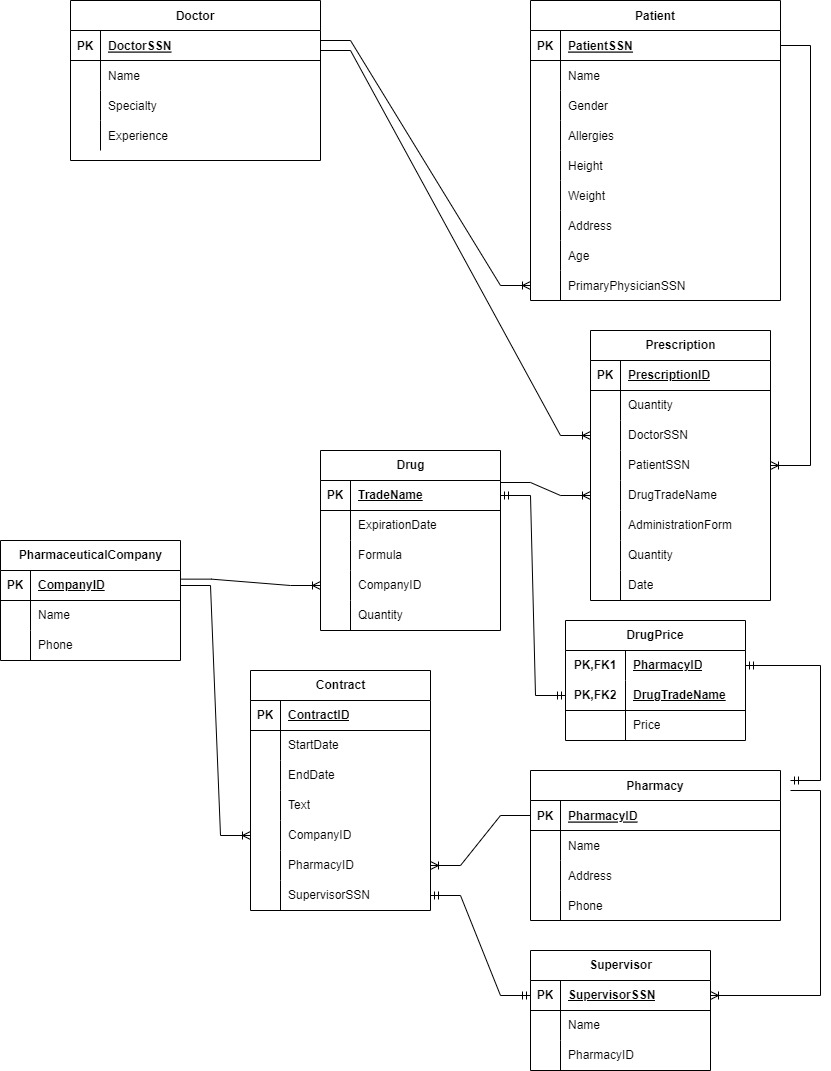 Doctor
PK DoctorSSN
Name
Specialty
Experience
Patient
PK PatientSSN
Name
Gender
Allergies
Height
Weight
Address
Age
PrimaryPhysicianSSN
Prescription
PK PrescriptionID
Quantity
DoctorSSN
PatientSSN
DrugTradeName
AdministrationForm
Quantity
Date
Drug
PK TradeName
ExpirationDate
Formula
CompanyID
Quantity
PharmaceuticalCompany
PK CompanyID
Name
Phone
DrugPrice
PK,FK1 PharmacyID
PK,FK2 DrugTradeName
Price
Contract
PK ContractID
StartDate
EndDate
Text
CompanyID
PharmacyID
SupervisorSSN
Pharmacy
PK PharmacyID
Name
Address
Phone
Supervisor
PK SupervisorSSN
Name
PharmacyID